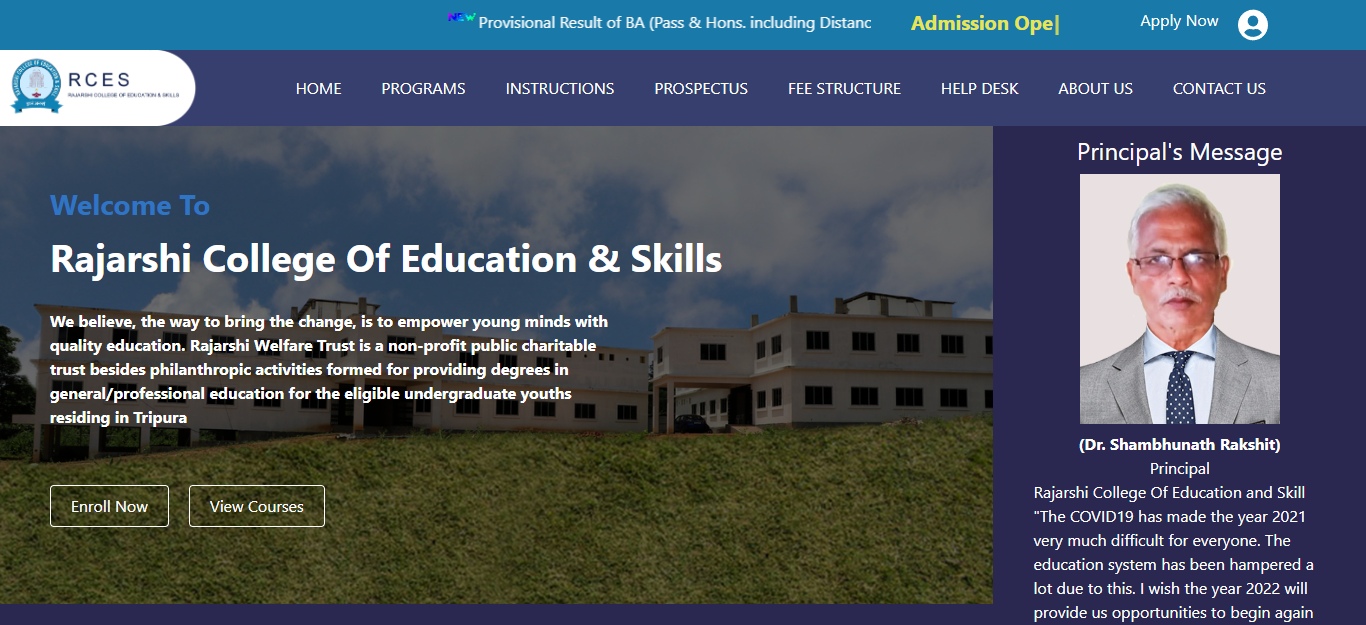 NEW Provisional Result of BA (Pass & Hons. including Distanc
Admission Ope
Apply Now
RCES
RAJARSHI COLLEGE OF EDUCATION & SKILLS
HOME
PROGRAMS
INSTRUCTIONS
PROSPECTUS
FEE STRUCTURE
HELP DESK
ABOUT US
CONTACT US
Welcome To
Rajarshi College Of Education & Skills
We believe, the way to bring the change, is to empower young minds with
quality education. Rajarshi Welfare Trust is a non-profit public charitable
trust besides philanthropic activities formed for providing degrees in
general/professional education for the eligible undergraduate youths
residing in Tripura
Enroll Now
View Courses
Principal's Message
(Dr. Shambhunath Rakshit)
Principal
Rajarshi College Of Education and Skill
"The COVID19 has made the year 2021
very much difficult for everyone. The
education system has been hampered a
lot due to this. I wish the year 2022 will
provide us opportunities to begin again